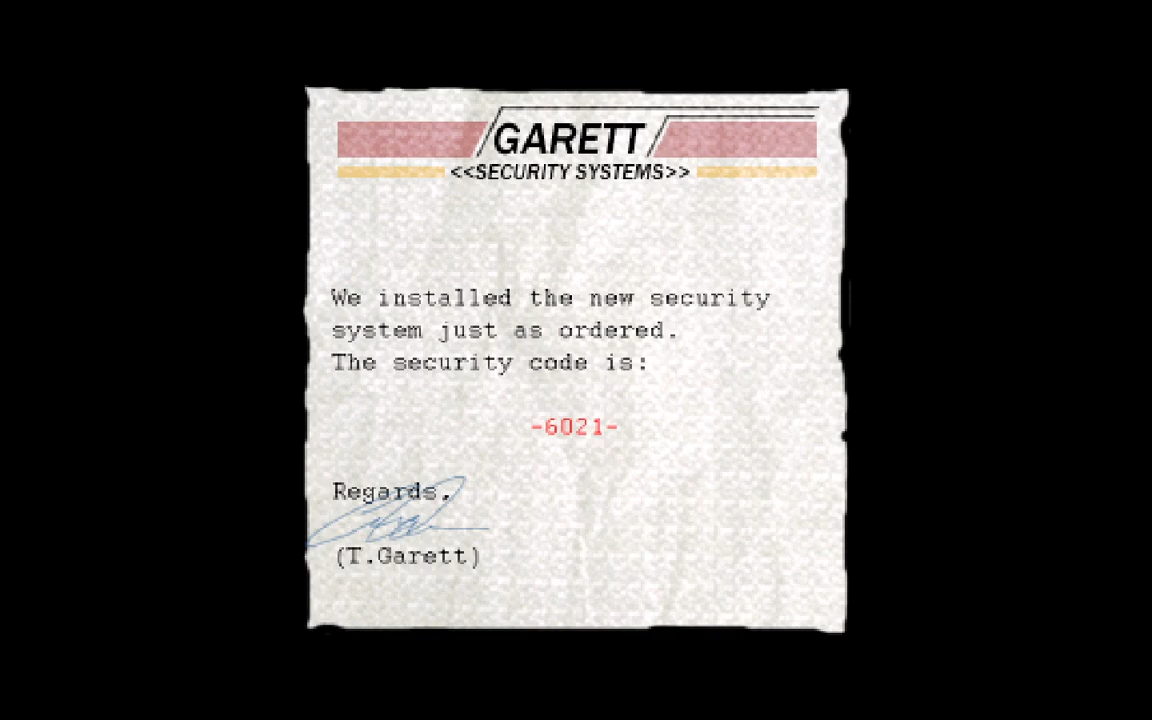 GARETT
<<SECURITY SYSTEMS>>
We installed the new security
system just as ordered.
The security code is:
-6021-
Regards,
(T.Garett)